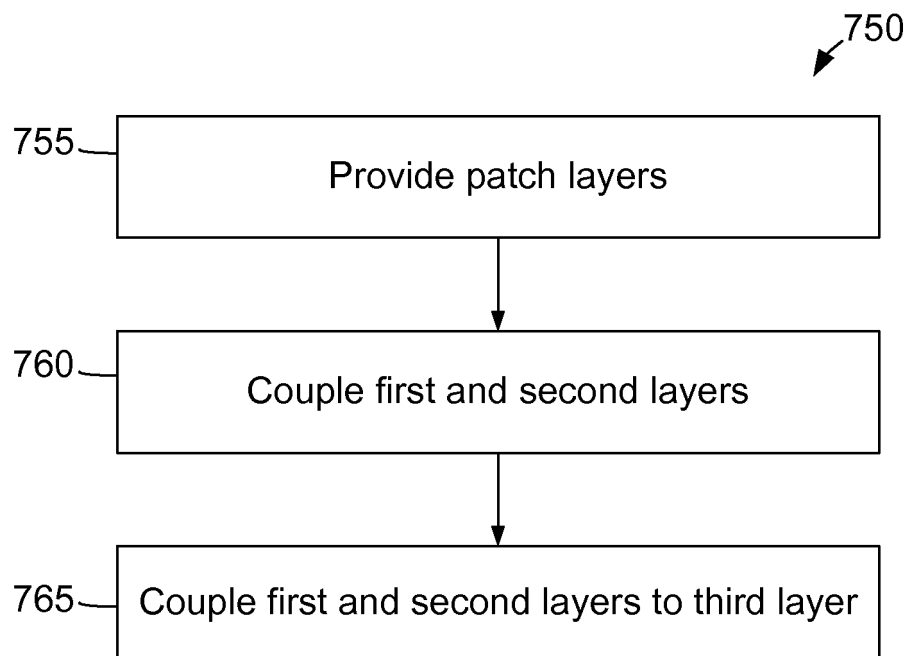 750
755
Provide patch layers
760
Couple first and second layers
765
Couple first and second layers to third layer